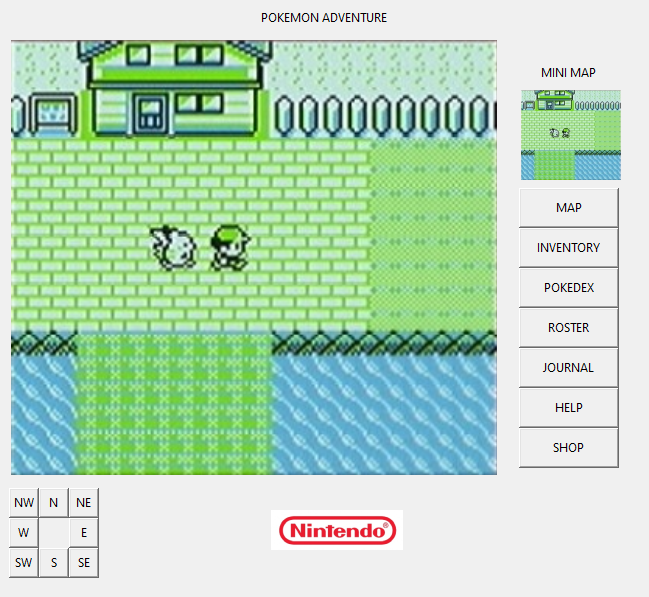 POKEMON ADVENTURE
MINI MAP
MAP
INVENTORY
POKEDEX
ROSTER
JOURNAL
HELP
SHOP
NW N NE
W E
SW S SE
Nintendo®